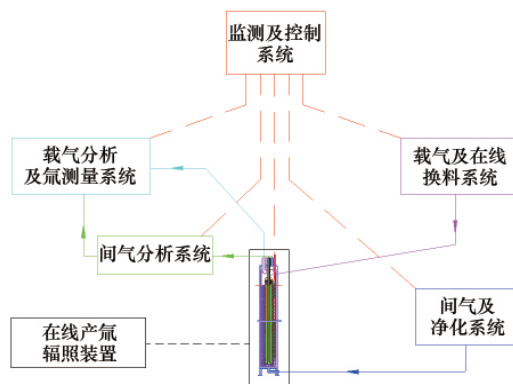 监测及控制
系统
载气分析
及氚测量系统
载气及在线
换料系统
间气分析系统
间气及
净化系统
在线产氚
辐照装置